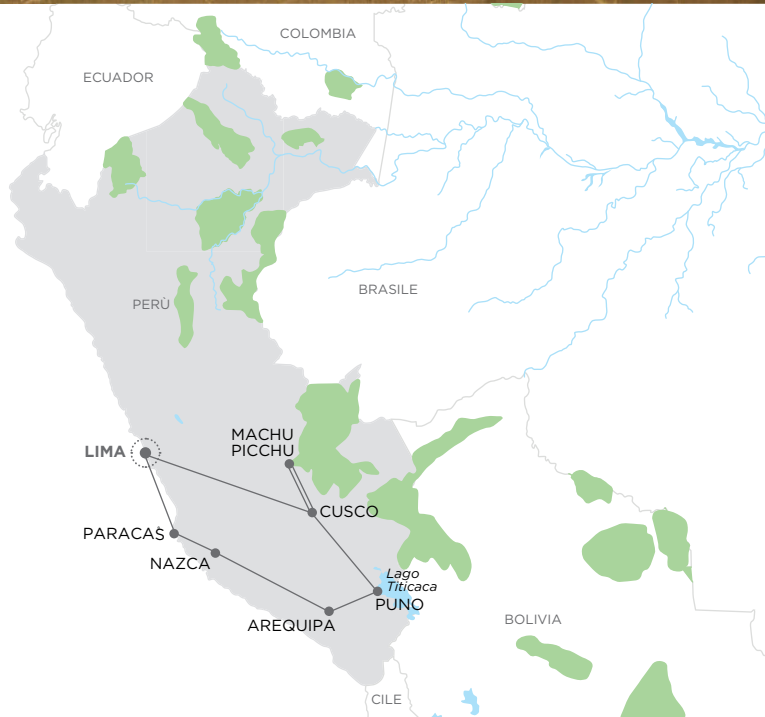 COLOMBIA
ECUADOR
BRASILE
PERÙ
MACHU
PICCHU
LIMA
CUSCO
PARACAS
NAZCA
Lago
Titicaca
PUNO
AREQUIPA
BOLIVIA
CILE